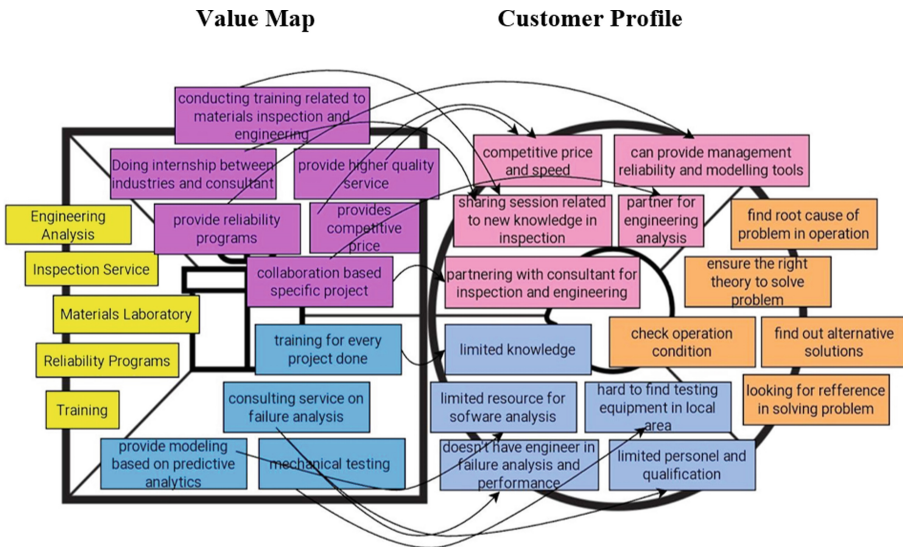 Value Map
Customer Profile
conducting training related to
materials inspection and
engineering
Doing internship between
industries and consultant
provide higher quality
service
provide reliability
programs
provides
competitive
price
collaboration based
specific project
Engineering
Analysis
Inspection Service
Materials Laboratory
Reliability Programs
Training
training for every
project done
consulting service on
failure analysis
provide modeling
based on predictive
analytics
mechanical testing
competitive price
and speed
can provide management
reliability and modelling tools
sharing session related
to new knowledge in
inspection
partner for
engineering
analysis
partnering with consultant for
inspection and engineering
find root cause of
problem in operation
ensure the right
theory to solve
problem
check operation
condition
find out alternative
solutions
looking for refference
in solving problem
limited knowledge
limited resource for
sofware analysis
hard to find testing
equipment in local
area
doesn't have engineer in
failure analysis and
performance
limited personel and
qualification